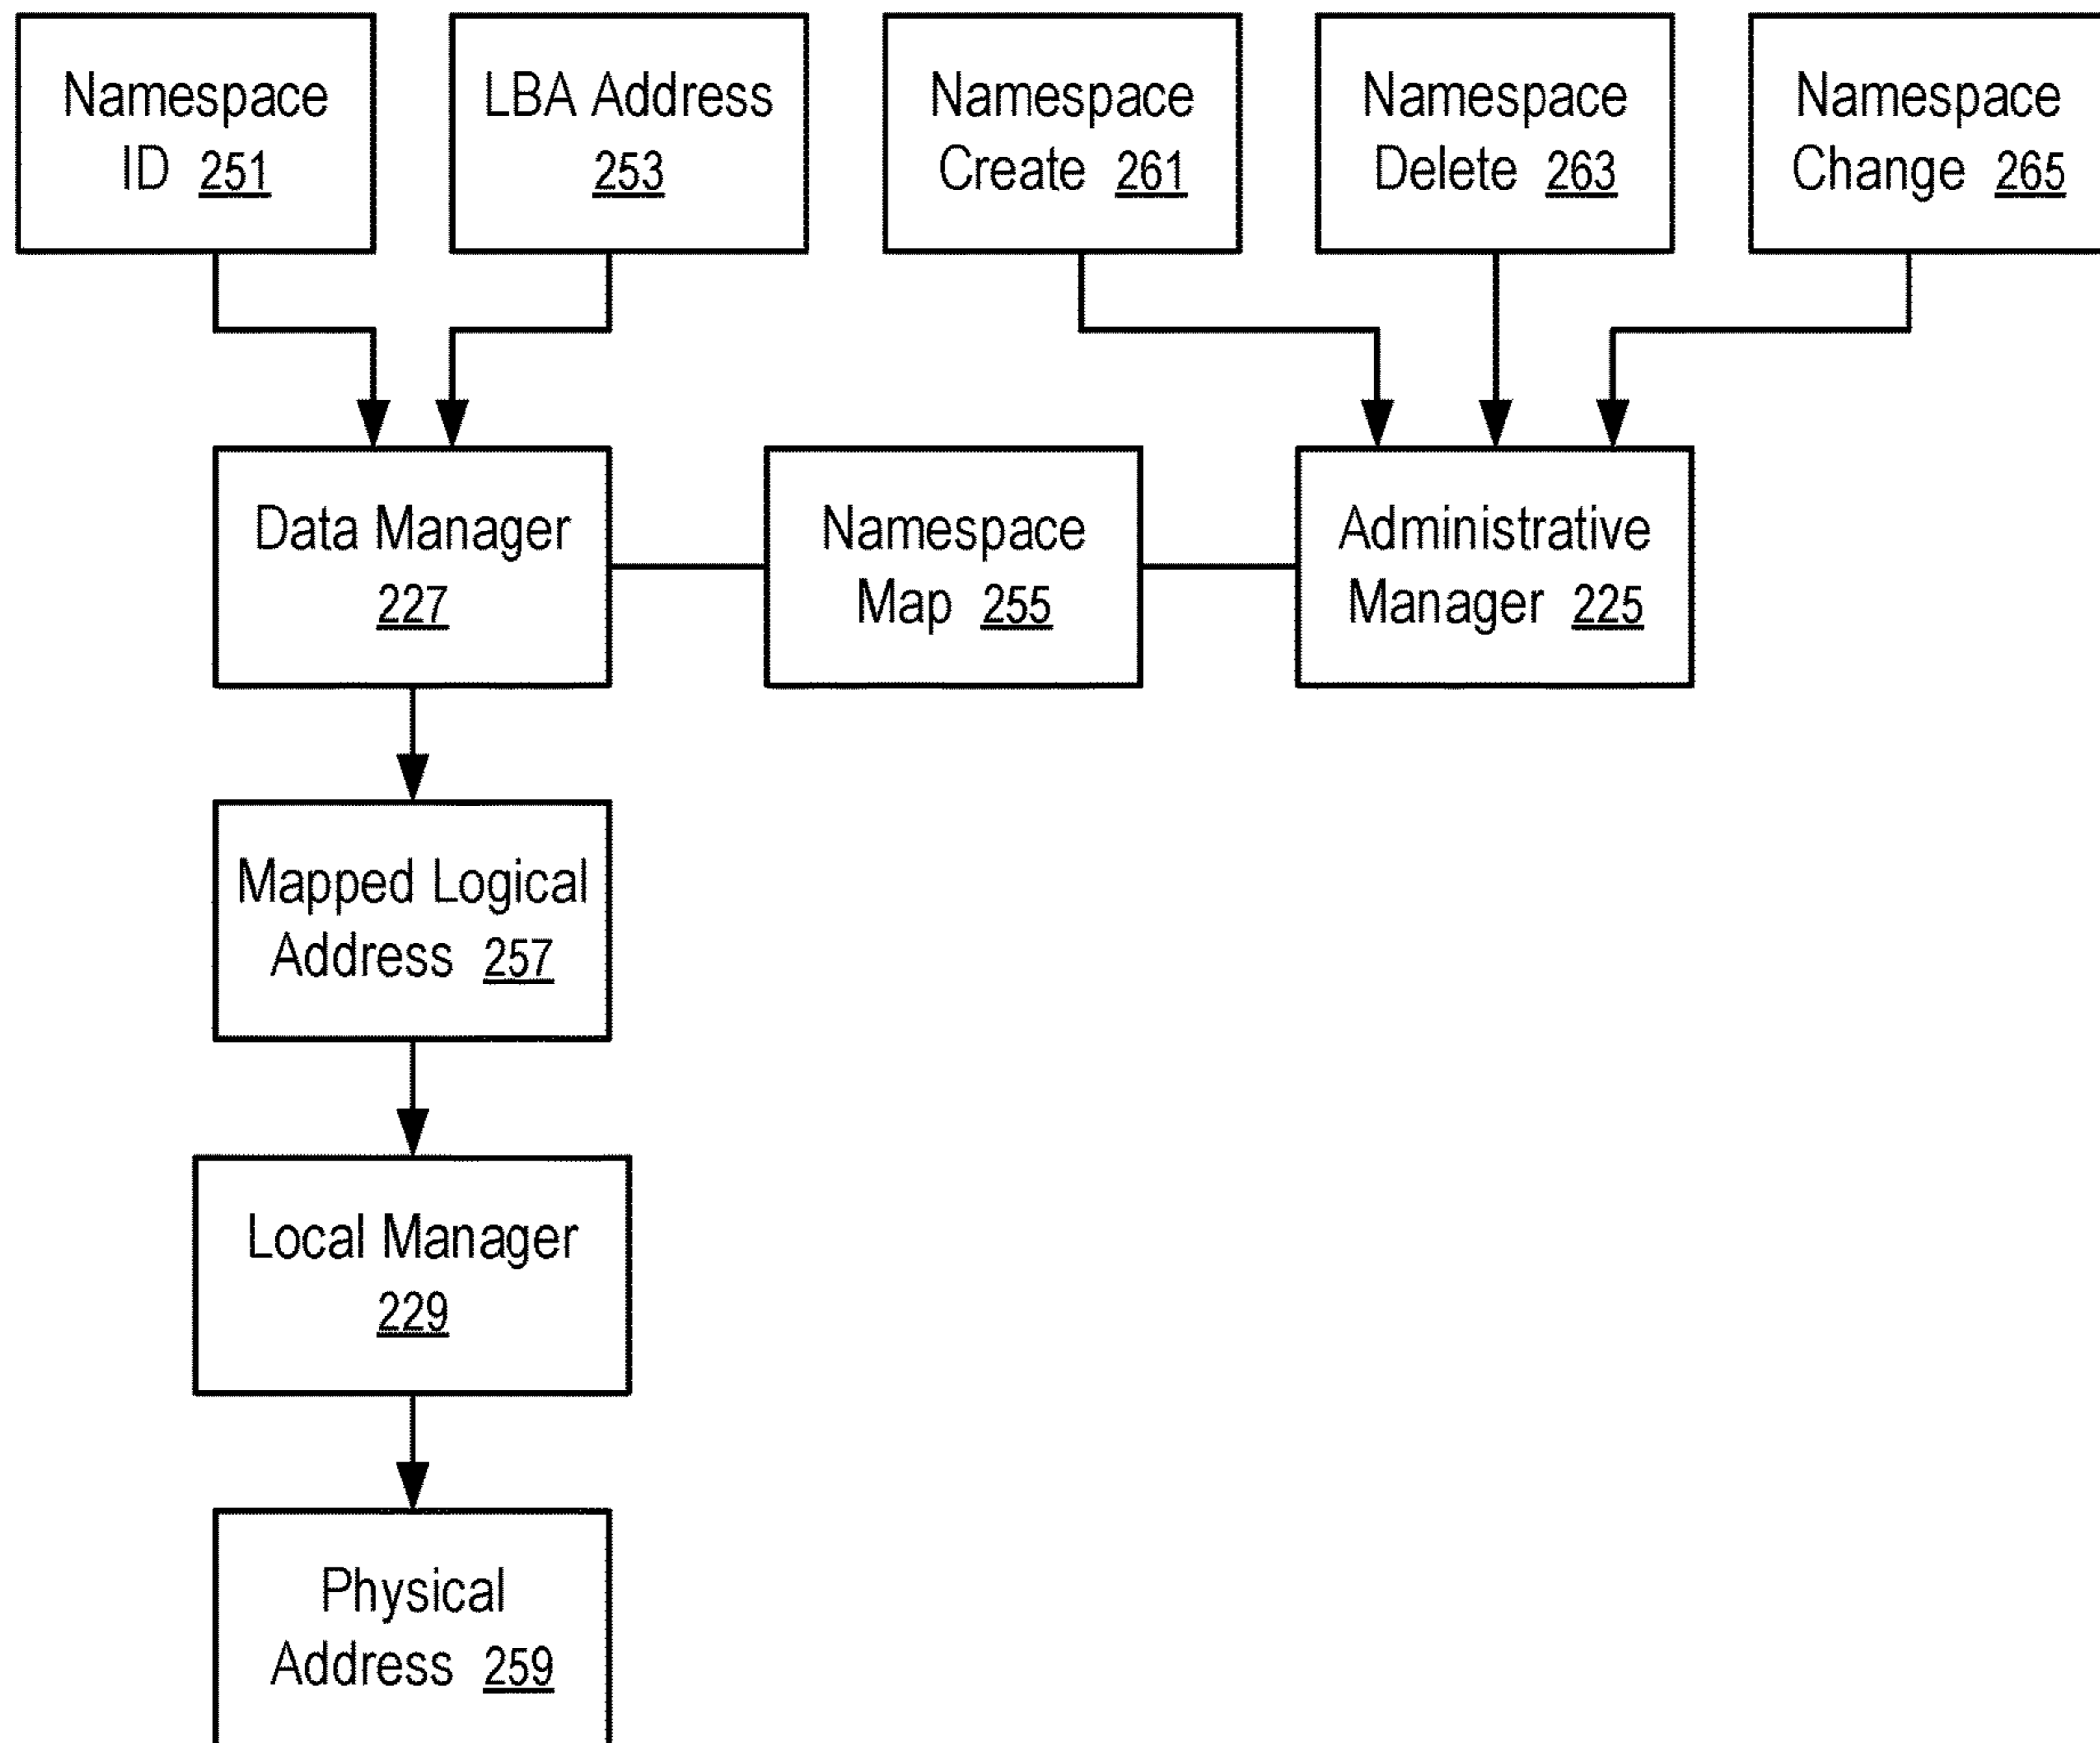 Namespace
ID 251
LBA Address
253
Namespace
Create 261
Namespace
Delete 263
Namespace
Change 265
Data Manager
227
Namespace
Map 255
Administrative
Manager 225
Mapped Logical
Address 257
Local Manager
229
Physical
Address 259